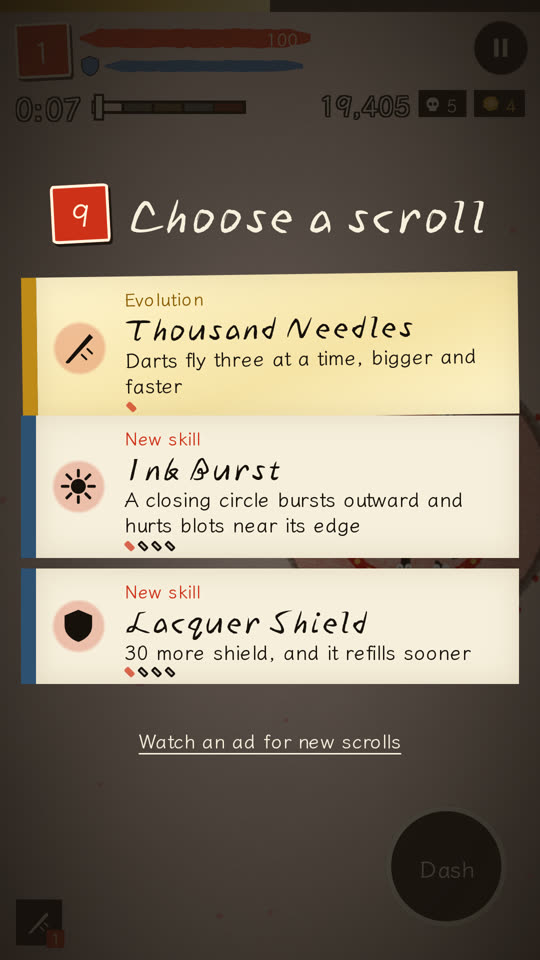 1
100
0:07
19,405
5
4
9
Choose a scroll
Evolution
Thousand Needles
Darts fly three at a time, bigger and
faster
New skill
Ink Burst
A closing circle bursts outward and
hurts blots near its edge
New skill
Lacquer Shield
30 more shield, and it refills sooner
Watch an ad for new scrolls
Dash
1